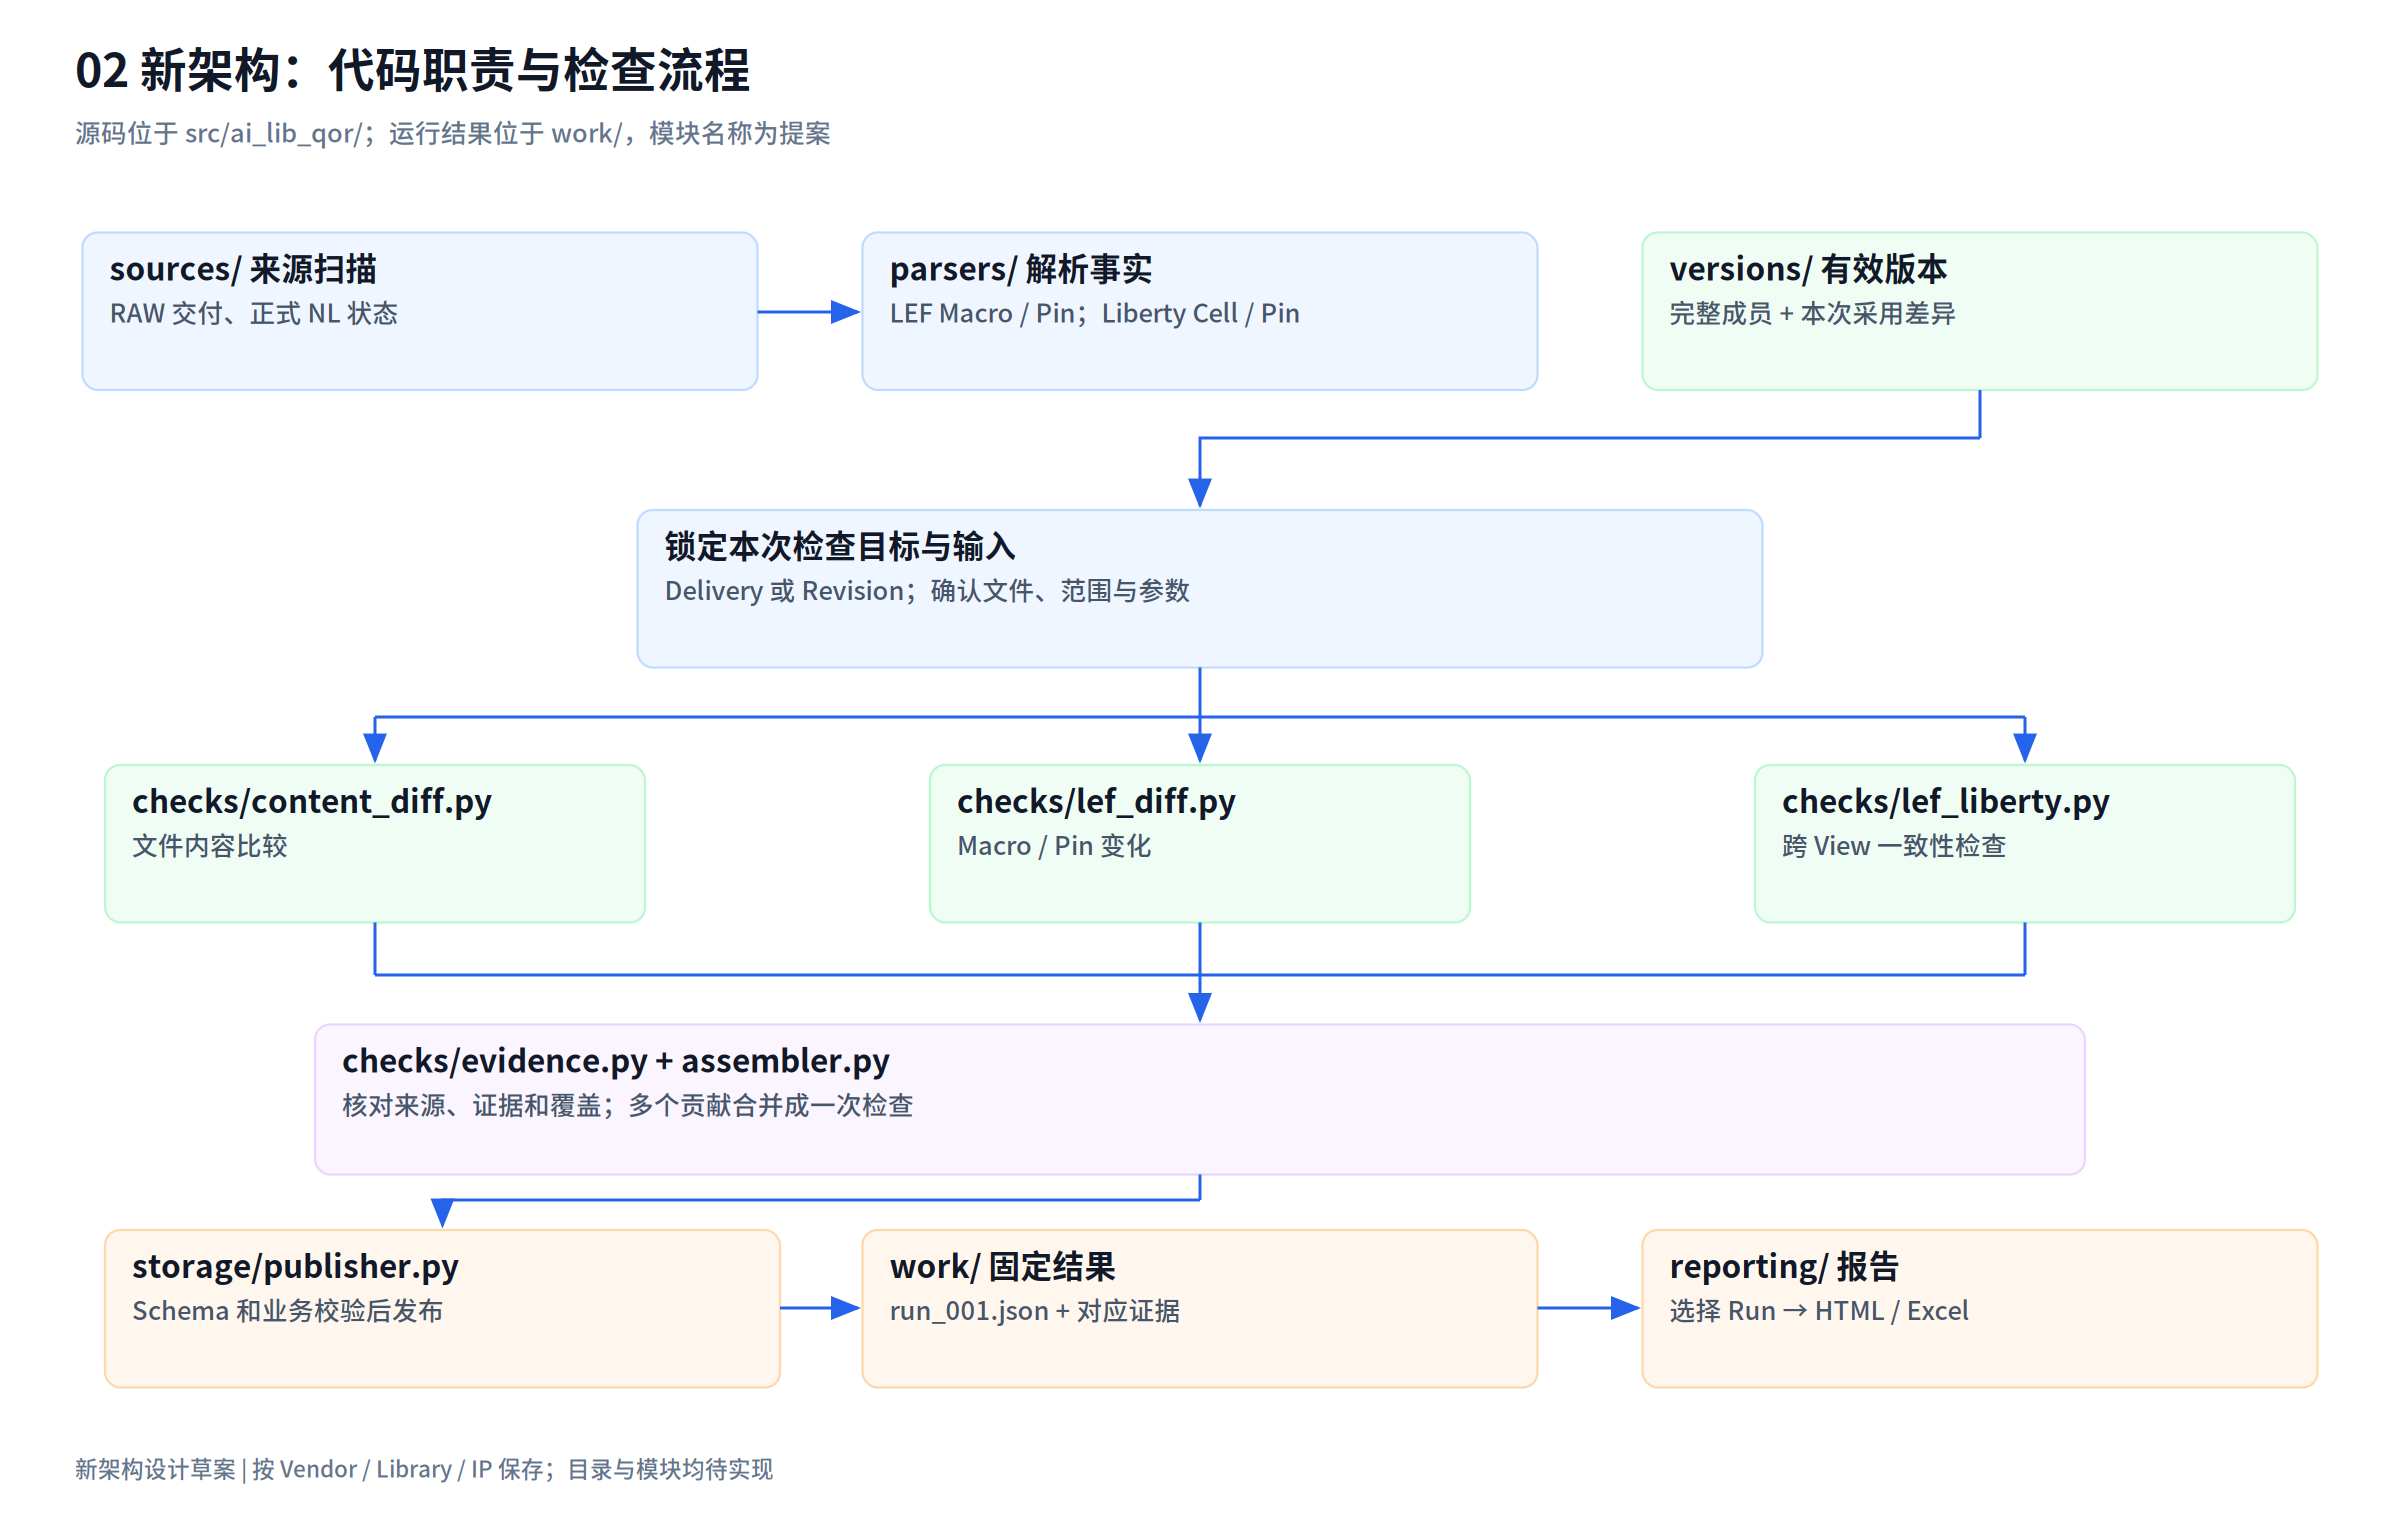 02 新架构：代码职责与检查流程
源码位于 src/ai_lib_qor/；运行结果位于 work/，模块名称为提案
sources/ 来源扫描
RAW 交付、正式 NL 状态
parsers/ 解析事实
LEF Macro / Pin；Liberty Cell / Pin
versions/ 有效版本
完整成员 + 本次采用差异
锁定本次检查目标与输入
Delivery 或 Revision；确认文件、范围与参数
checks/content_diff.py
文件内容比较
checks/lef_diff.py
Macro / Pin 变化
checks/lef_liberty.py
跨 View 一致性检查
checks/evidence.py + assembler.py
核对来源、证据和覆盖；多个贡献合并成一次检查
storage/publisher.py
Schema 和业务校验后发布
work/ 固定结果
run_001.json + 对应证据
reporting/ 报告
选择 Run → HTML / Excel
新架构设计草案 | 按 Vendor / Library / IP 保存；目录与模块均待实现